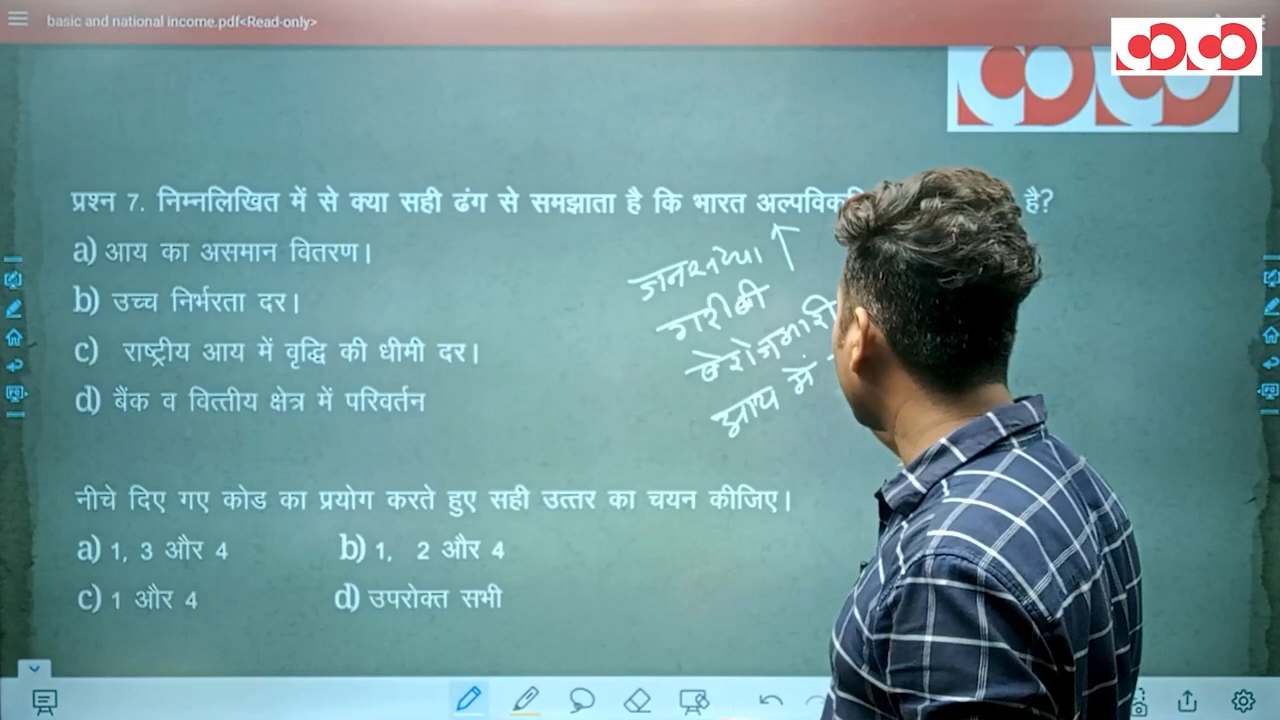 basic and national income.pdf<Read-only>
प्रश्न 7. निम्नलिखित में से क्या सही ढंग से समझाता है कि भारत है?
a) आय का असमान वितरण।
b) उच्च निर्भरता दर।
c) राष्ट्रीय आय में वृद्धि की धीमी दर।
d) बैंक व वित्तीय क्षेत्र में परिवर्तन
जनसंख्या
गरीबी
बेरोजगारी
आय में
नीचे दिए गए कोड का प्रयोग करते हुए सही उत्तर का चयन कीजिए।
a) 1, 3 और 4 b) 1, 2 और 4
c) 1 और 4 d) उपरोक्त सभी